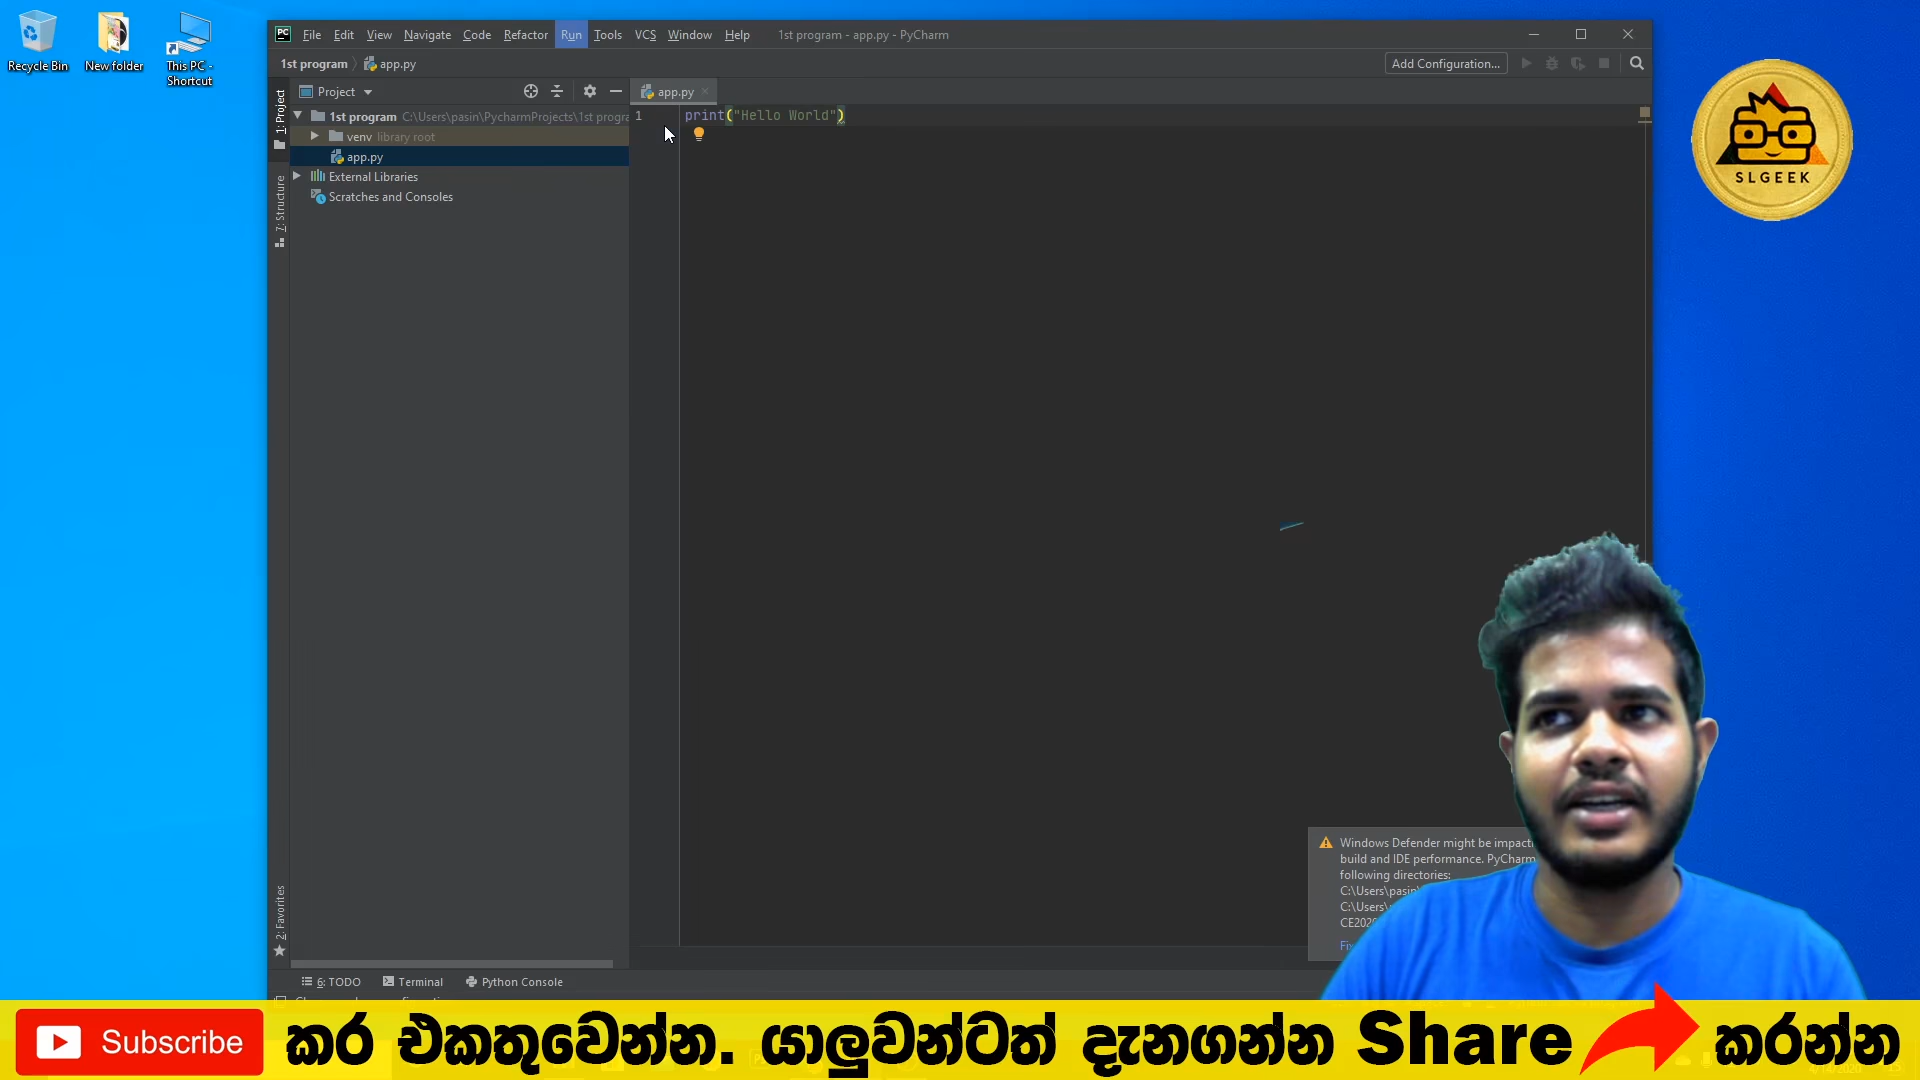 Recycle Bin
New folder
This PC -
Shortcut
File Edit View Navigate Code Refactor Run Tools VCS Window Help 1st program - app.py - PyCharm
1st program app.py Add Configuration...
1: Project
Project
app.py
1st program C:\Users\pasin\PycharmProjects\1st progra
venv library root
app.py
External Libraries
Scratches and Consoles
7: Structure
2: Favorites
1
print("Hello World")
SLGEEK
Windows Defender might be impacti
build and IDE performance. PyCharm
following directories:
C:\Users\pasin\
C:\Users\
6: TODO Terminal Python Console
Subscribe කර එකතුවෙන්න. යාලුවන්ටත් දැනගන්න Share කරන්න